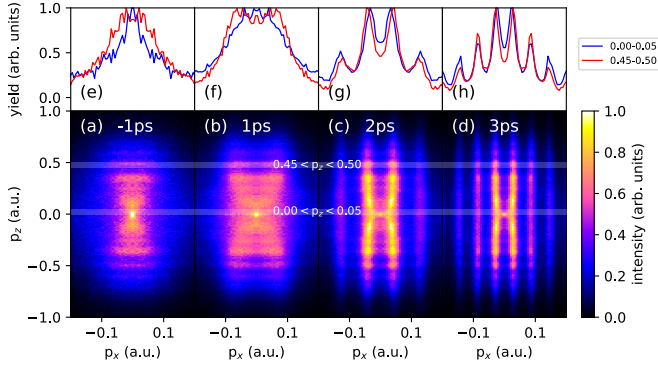 yield (arb. units)
1.0
0.5
0.0
(e)
(f)
(g)
(h)
0.00-0.05
0.45-0.50
(a) -1ps
(b) 1ps
(c) 2ps
(d) 3ps
p_z (a.u.)
1.0
0.5
0.0
−0.5
−1.0
0.45 < p_z < 0.50
0.00 < p_z < 0.05
−0.1 0.1
−0.1 0.1
−0.1 0.1
−0.1 0.1
p_x (a.u.)
p_x (a.u.)
p_x (a.u.)
p_x (a.u.)
1.0
0.8
0.6
0.4
0.2
0.0
intensity (arb. units)